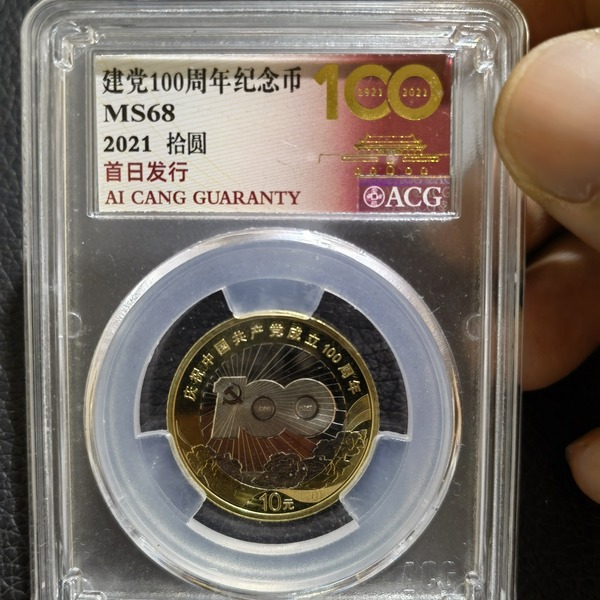 建党100周年纪念币
MS68
2021 拾圆
首日发行
AI CANG GUARANTY
100
1921 2021
ACG
庆祝中国共产党成立100周年
10元
ACG